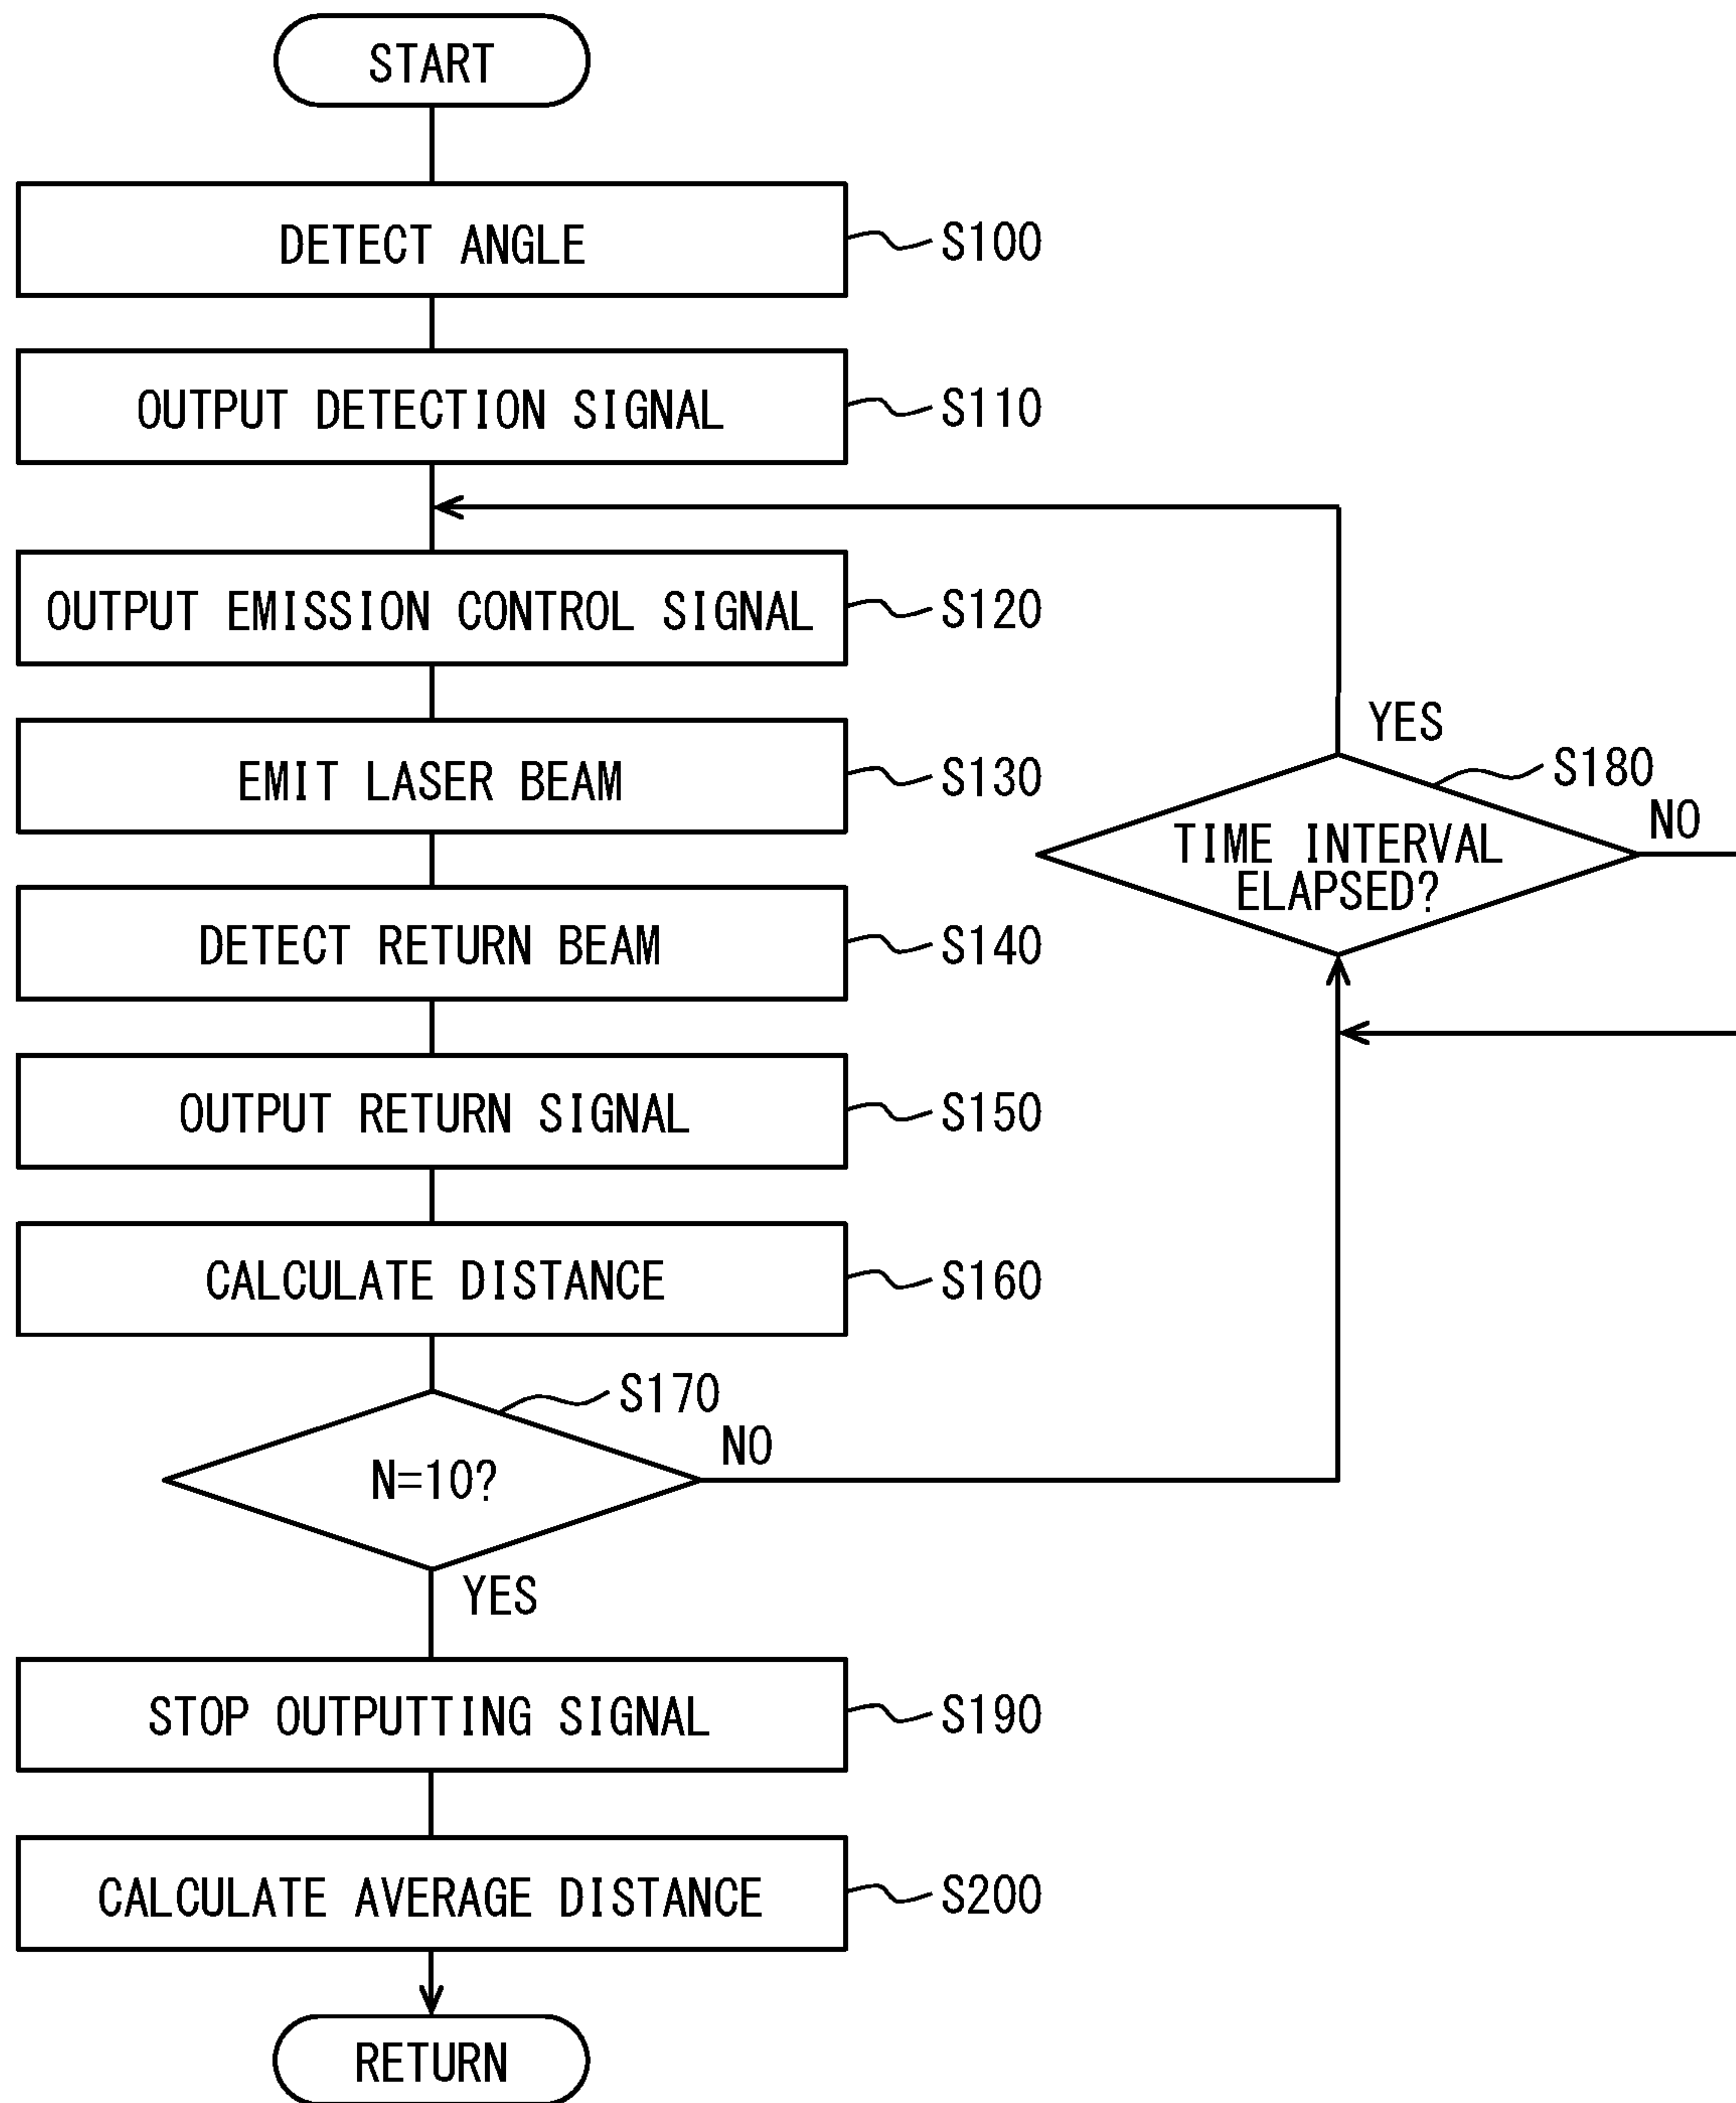 START
DETECT ANGLE
S100
OUTPUT DETECTION SIGNAL
S110
OUTPUT EMISSION CONTROL SIGNAL
S120
EMIT LASER BEAM
S130
YES
S180
NO
TIME INTERVAL
ELAPSED?
DETECT RETURN BEAM
S140
OUTPUT RETURN SIGNAL
S150
CALCULATE DISTANCE
S160
S170
NO
N=10?
YES
STOP OUTPUTTING SIGNAL
S190
CALCULATE AVERAGE DISTANCE
S200
RETURN